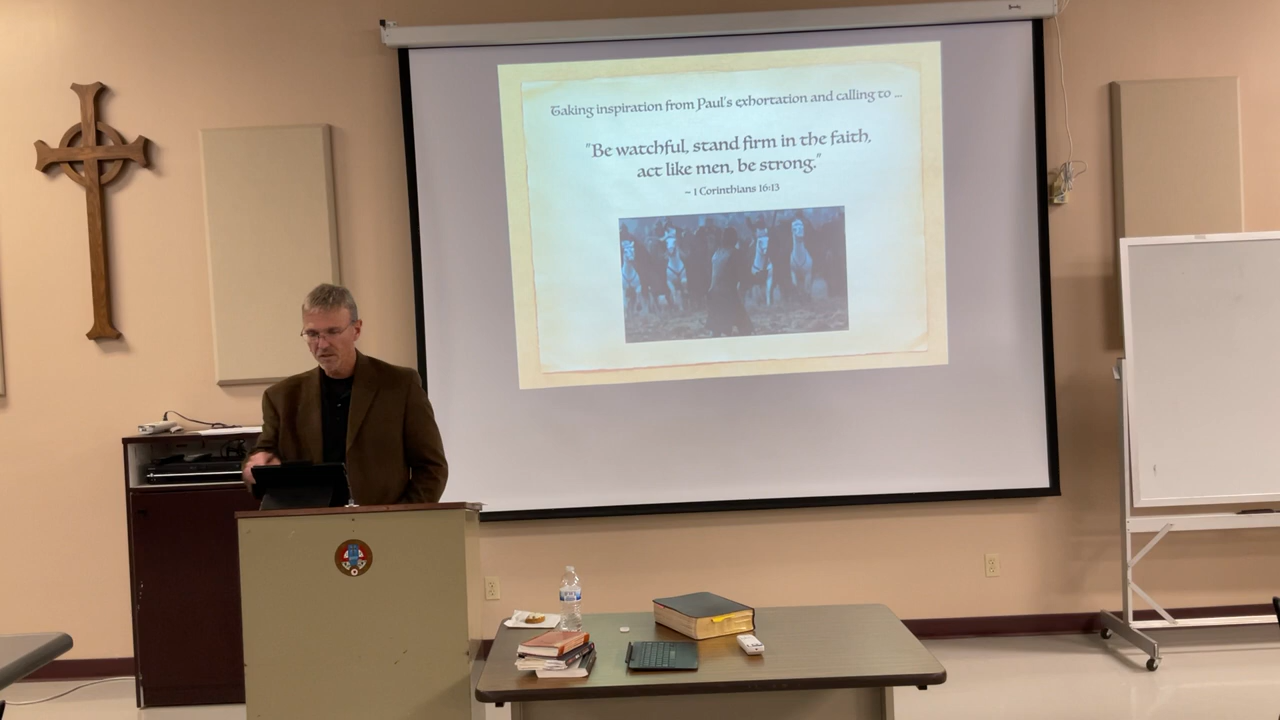 Taking inspiration from Paul's exhortation and calling to ...
"Be watchful, stand firm in the faith,
act like men, be strong."
~ 1 Corinthians 16:13